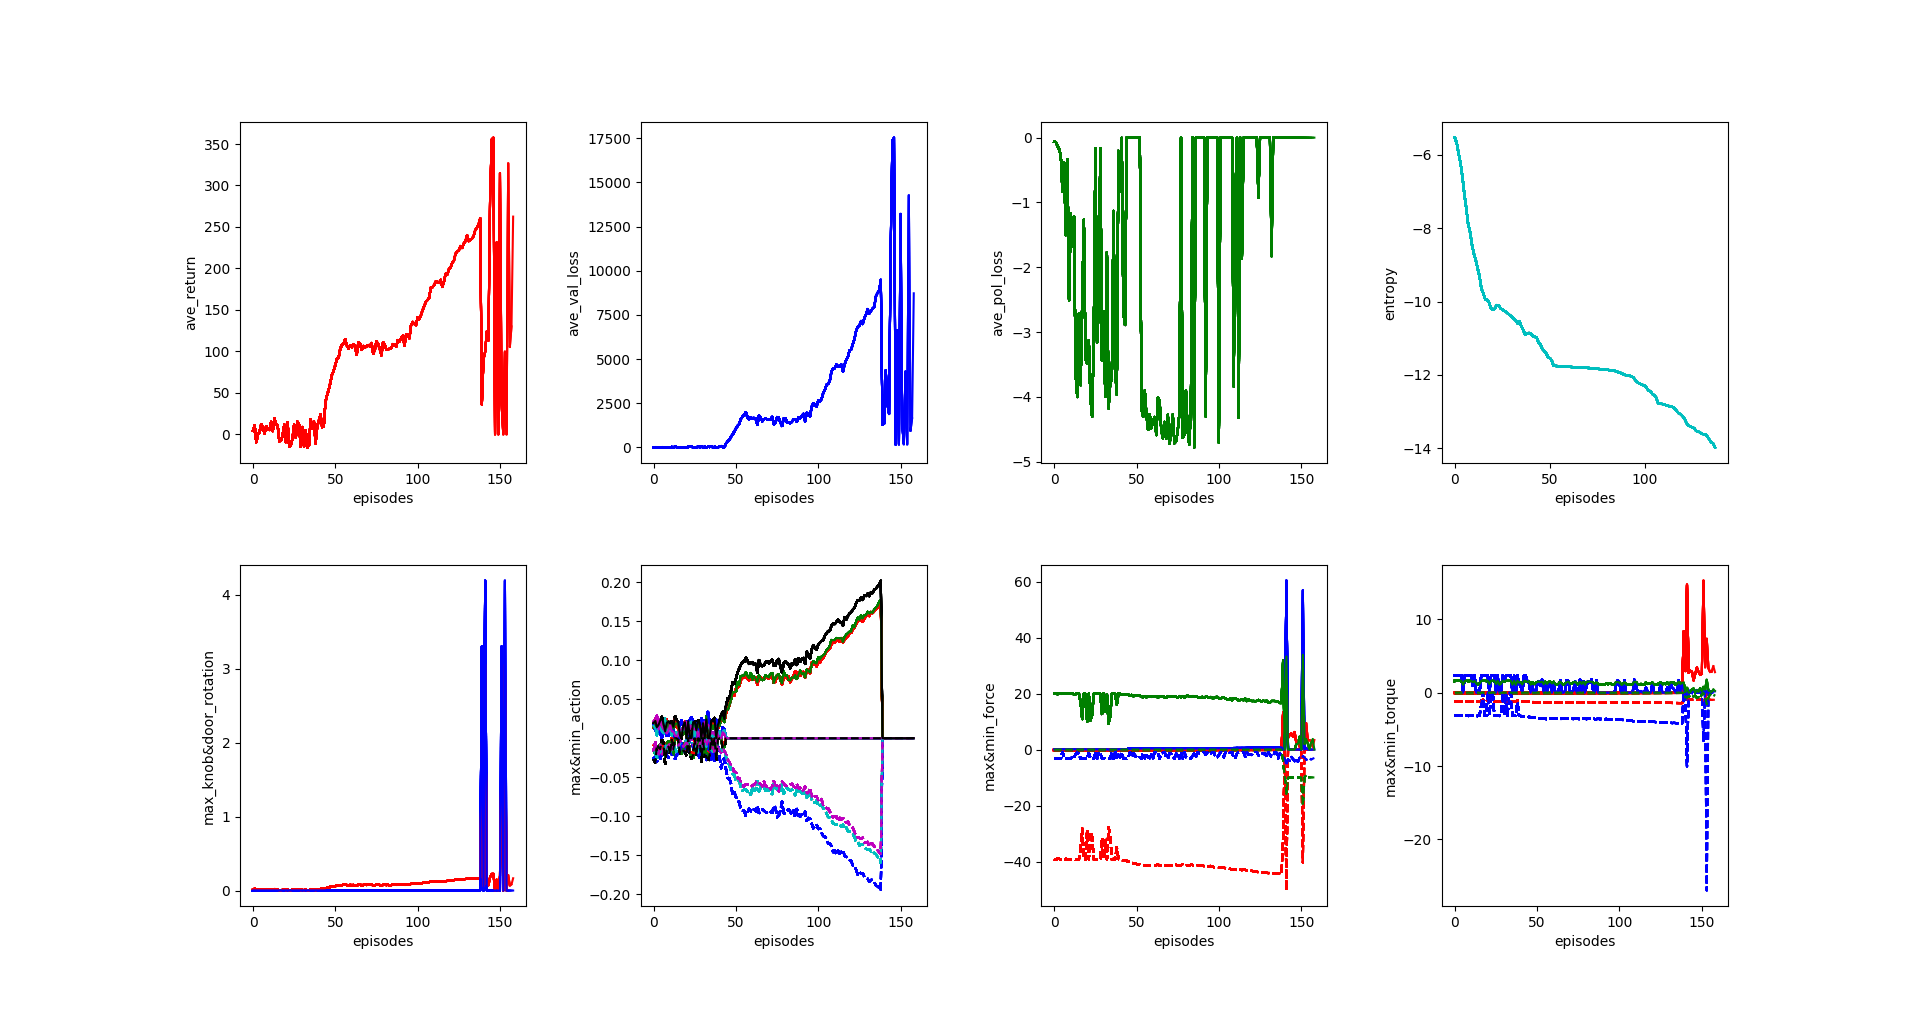 ave_return
350
300
250
200
150
100
50
0
0 50 100 150
episodes
ave_val_loss
17500
15000
12500
10000
7500
5000
2500
0
0 50 100 150
episodes
ave_pol_loss
0
−1
−2
−3
−4
−5
0 50 100 150
episodes
entropy
−6
−8
−10
−12
−14
0 50 100
episodes
max_knob&door_rotation
4
3
2
1
0
0 50 100 150
episodes
max&min_action
0.20
0.15
0.10
0.05
0.00
−0.05
−0.10
−0.15
−0.20
0 50 100 150
episodes
max&min_force
60
40
20
0
−20
−40
0 50 100 150
episodes
max&min_torque
10
0
−10
−20
0 50 100 150
episodes